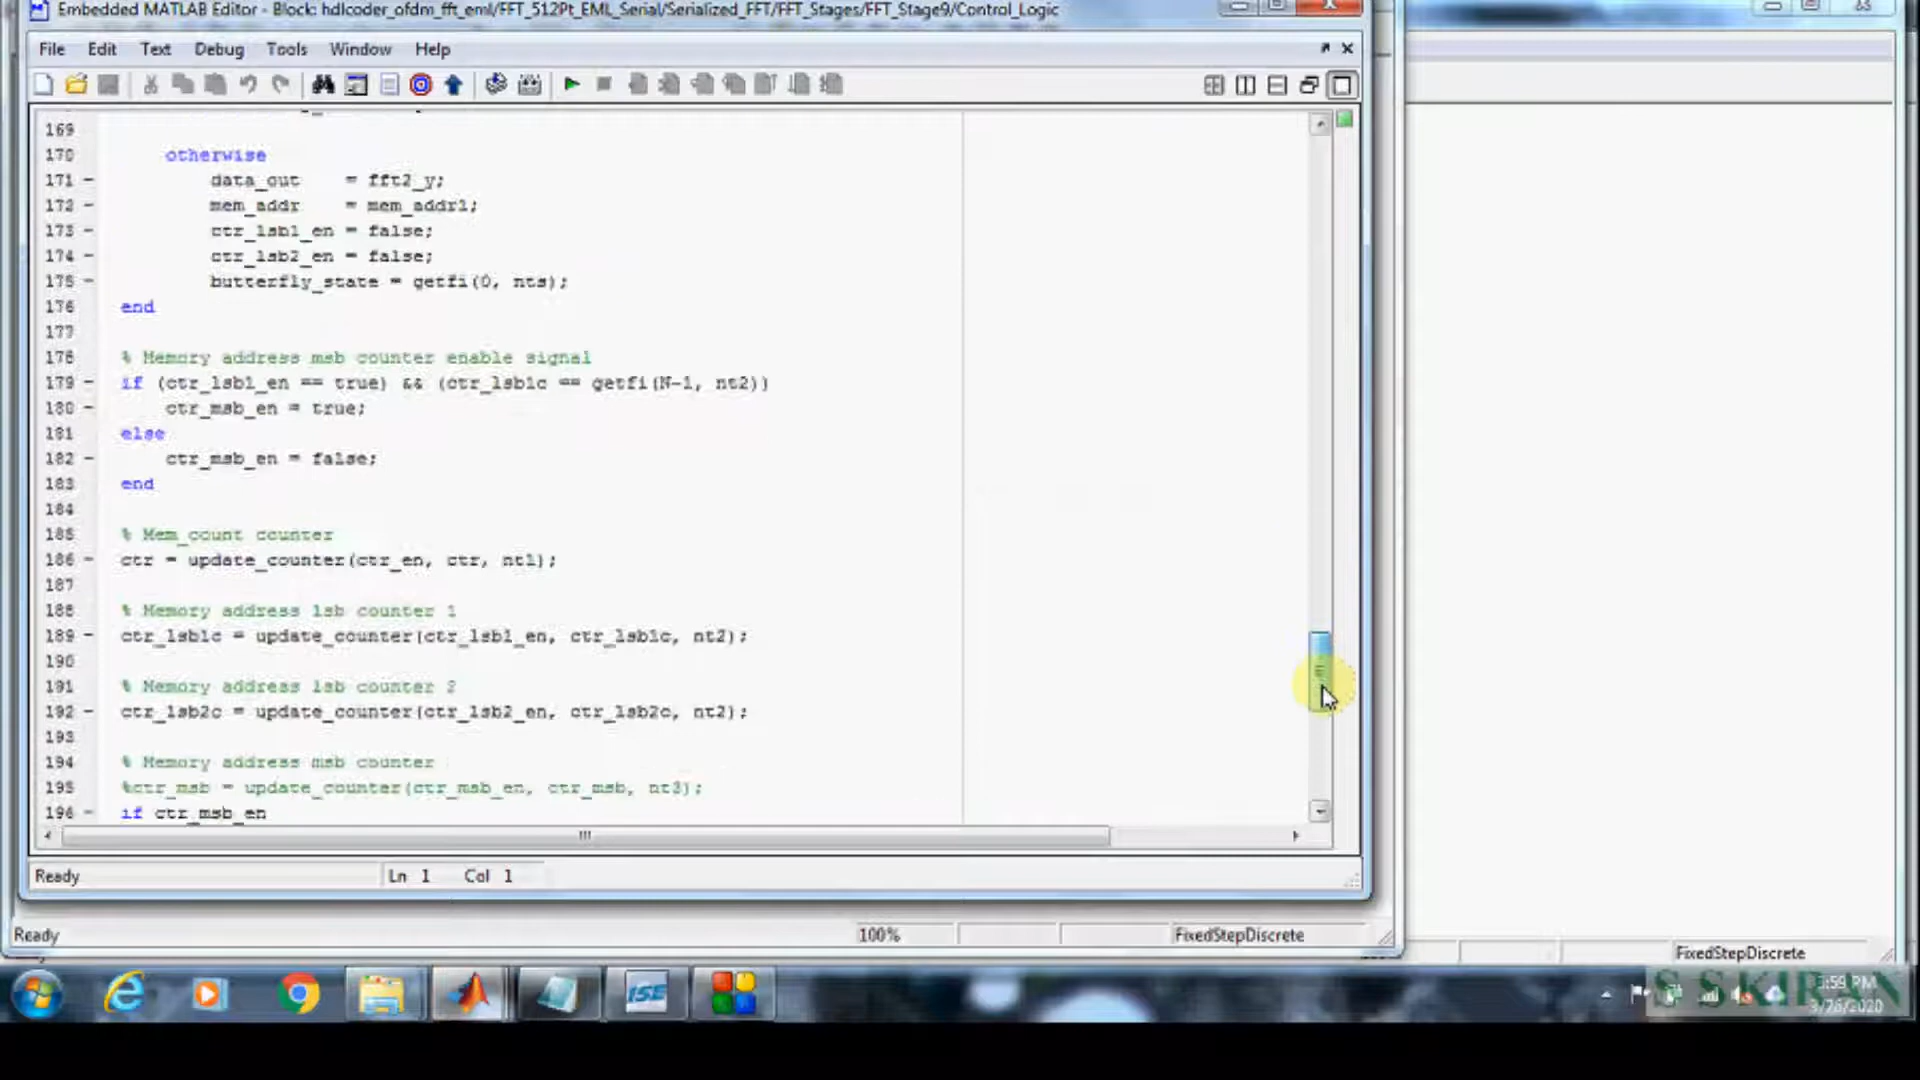 Embedded MATLAB Editor - Block: hdlcoder_ofdm_fft_eml/FFT_512Pt_EML_Serial/Serialized_FFT/FFT_Stages/FFT_Stage9/Control_Logic
File Edit Text Debug Tools Window Help
169
170 otherwise
171 - data_out = fft2_y;
172 - mem_addr = mem_addr1;
173 - ctr_lsb1_en = false;
174 - ctr_lsb2_en = false;
175 - butterfly_state = getfi(0, nts);
176 - end
177
178 % Memory address msb counter enable signal
179 - if (ctr_lsb1_en == true) && (ctr_lsb1c == getfi(N-1, nt2))
180 - ctr_msb_en = true;
181 else
182 - ctr_msb_en = false;
183 end
184
185 % Mem_count counter
186 - ctr = update_counter(ctr_en, ctr, nt1);
187
188 % Memory address lsb counter 1
189 - ctr_lsb1c = update_counter(ctr_lsb1_en, ctr_lsb1c, nt2);
190
191 % Memory address lsb counter 2
192 - ctr_lsb2c = update_counter(ctr_lsb2_en, ctr_lsb2c, nt2);
193
194 % Memory address msb counter
195 %ctr_msb = update_counter(ctr_msb_en, ctr_msb, nt3);
196 - if ctr_msb_en
Ready Ln 1 Col 1
Ready 100% FixedStepDiscrete
FixedStepDiscrete
ISE
:59 PM
3/28/2020